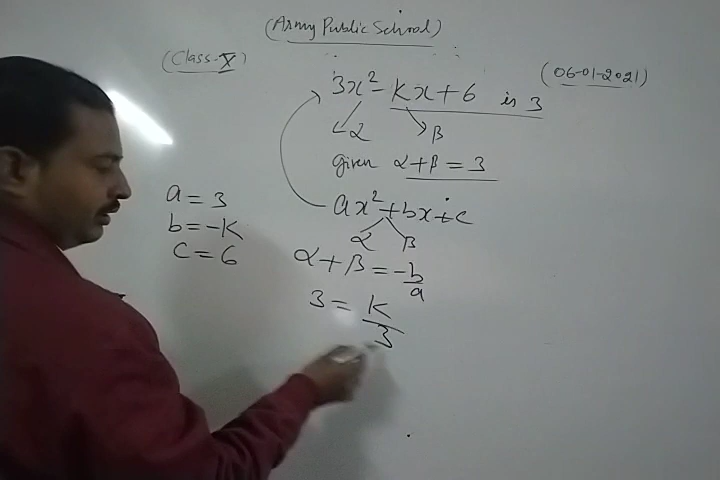 (Army Public School)
(Class-X)
(06-01-2021)
3x² - Kx + 6 is 3
α β
Given α + β = 3
ax² + bx + c
α β
a = 3
b = -K
c = 6
α + β = -b/a
3 = K/3